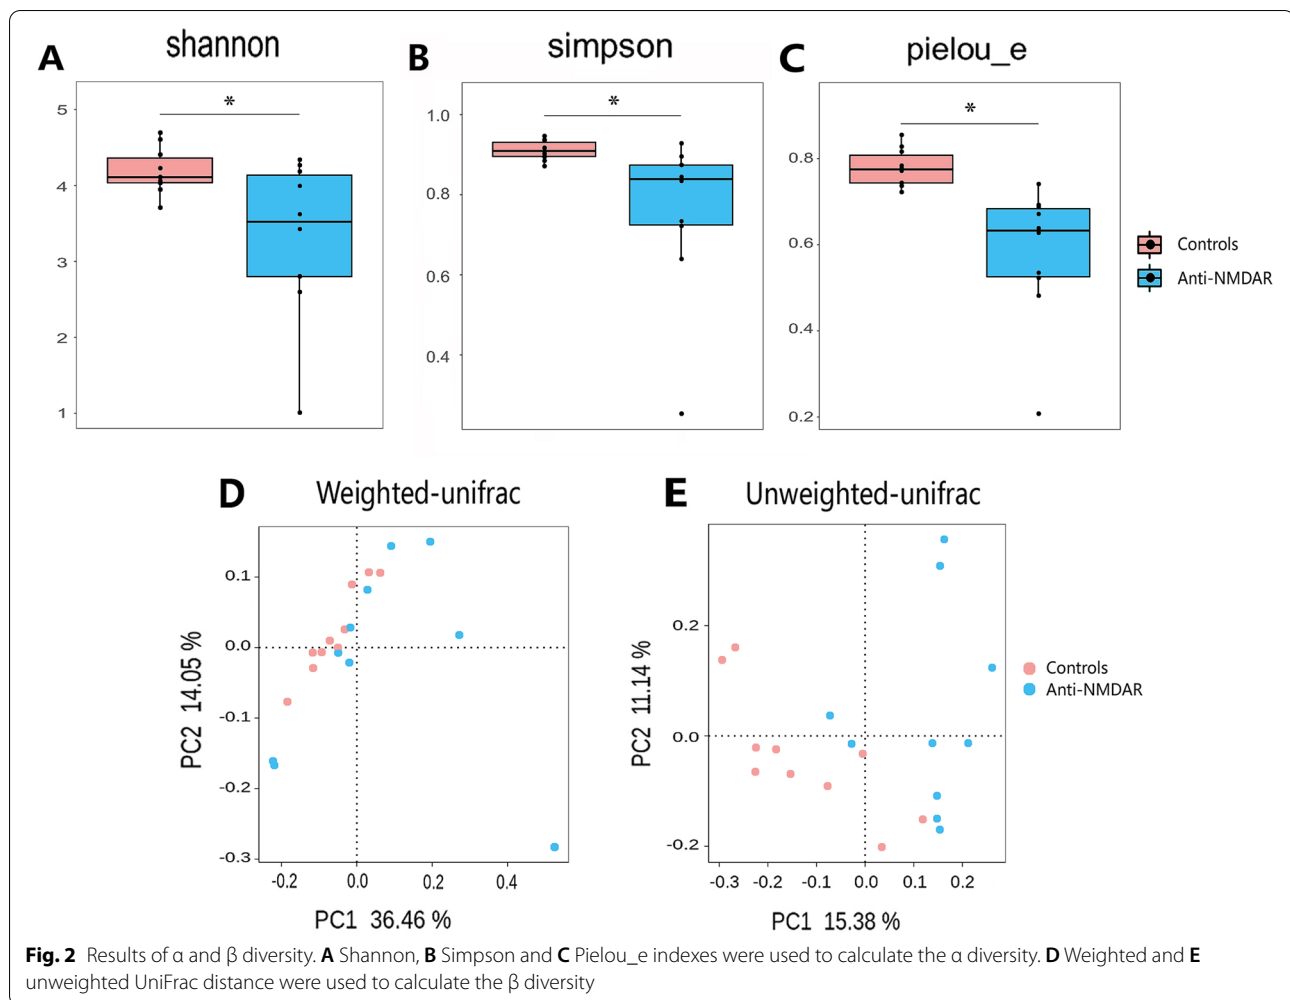 A shannon
B simpson
C pielou_e
*
*
*
5
4
3
2
1
1.0
0.8
0.6
0.4
0.8
0.6
0.4
0.2
Controls
Anti-NMDAR
D Weighted-unifrac
E Unweighted-unifrac
PC2 14.05 %
0.1
0.0
-0.1
-0.2
-0.3
-0.2 0.0 0.2 0.4
PC1 36.46 %
PC2 11.14 %
0.2
0.0
-0.2
-0.3 -0.2 -0.1 0.0 0.1 0.2
PC1 15.38 %
Controls
Anti-NMDAR
Fig. 2 Results of α and β diversity. A Shannon, B Simpson and C Pielou_e indexes were used to calculate the α diversity. D Weighted and E
unweighted UniFrac distance were used to calculate the β diversity